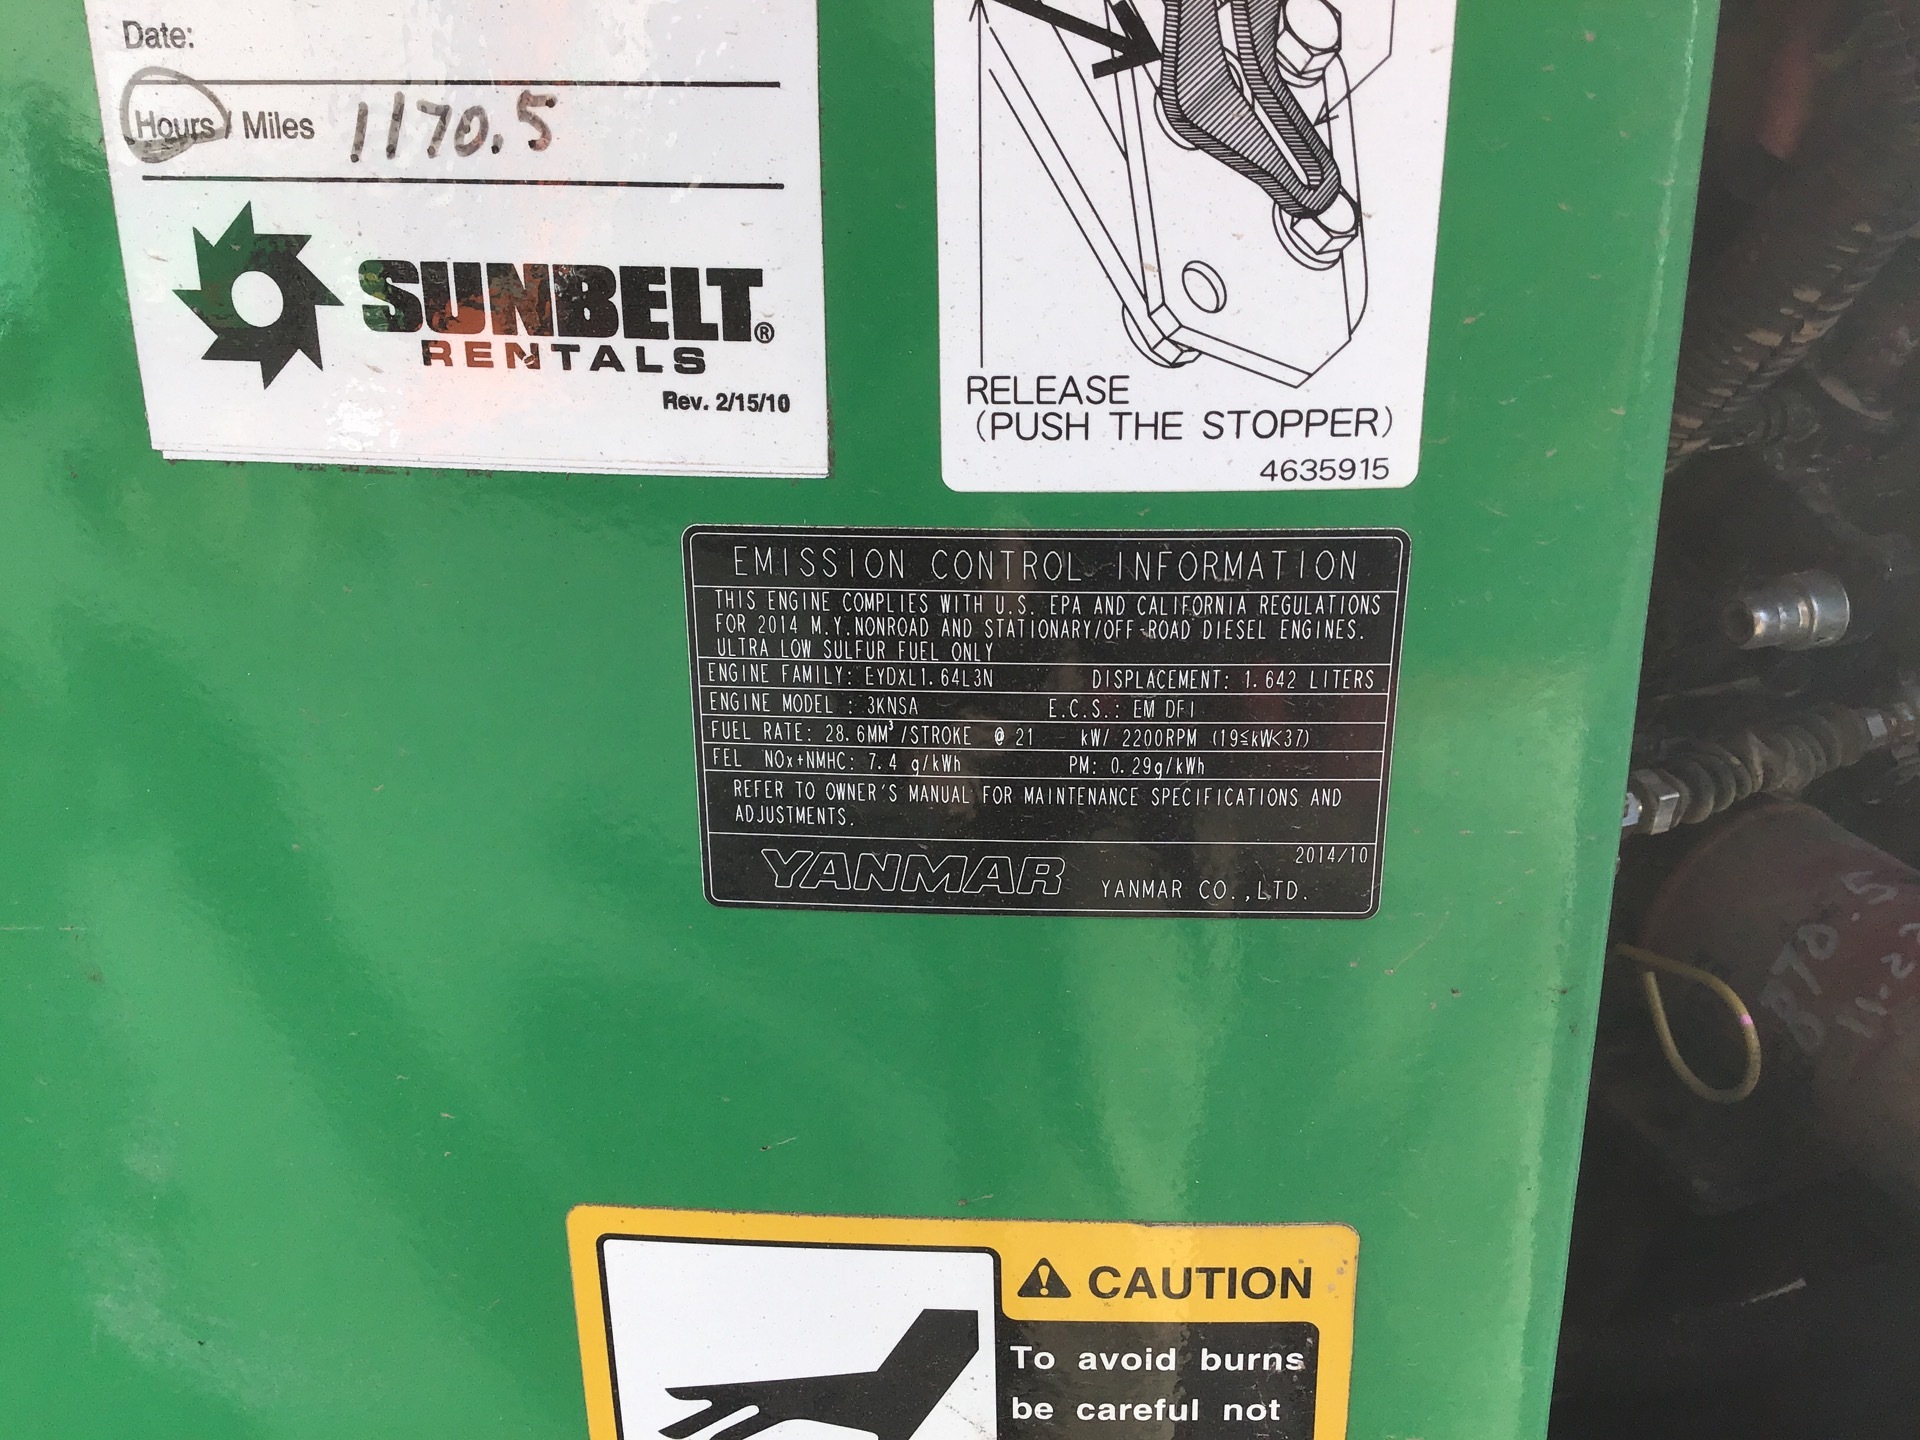 Date:
Hours / Miles 1170.5
SUNBELT®
RENTALS
Rev. 2/15/10
RELEASE
(PUSH THE STOPPER)
4635915
EMISSION CONTROL INFORMATION
THIS ENGINE COMPLIES WITH U.S. EPA AND CALIFORNIA REGULATIONS
FOR 2014 M.Y.NONROAD AND STATIONARY/OFF-ROAD DIESEL ENGINES.
ULTRA LOW SULFUR FUEL ONLY
ENGINE FAMILY: EYDXL1.64L3N DISPLACEMENT: 1.642 LITERS
ENGINE MODEL : 3KNSA E.C.S.: EM DFI
FUEL RATE: 28.6MM³/STROKE @ 21 kW/ 2200RPM (19≦kW<37)
FEL NOx+NMHC: 7.4 g/kWh PM: 0.29g/kWh
REFER TO OWNER'S MANUAL FOR MAINTENANCE SPECIFICATIONS AND
ADJUSTMENTS.
2014/10
YANMAR YANMAR CO.,LTD.
CAUTION
To avoid burns
be careful not